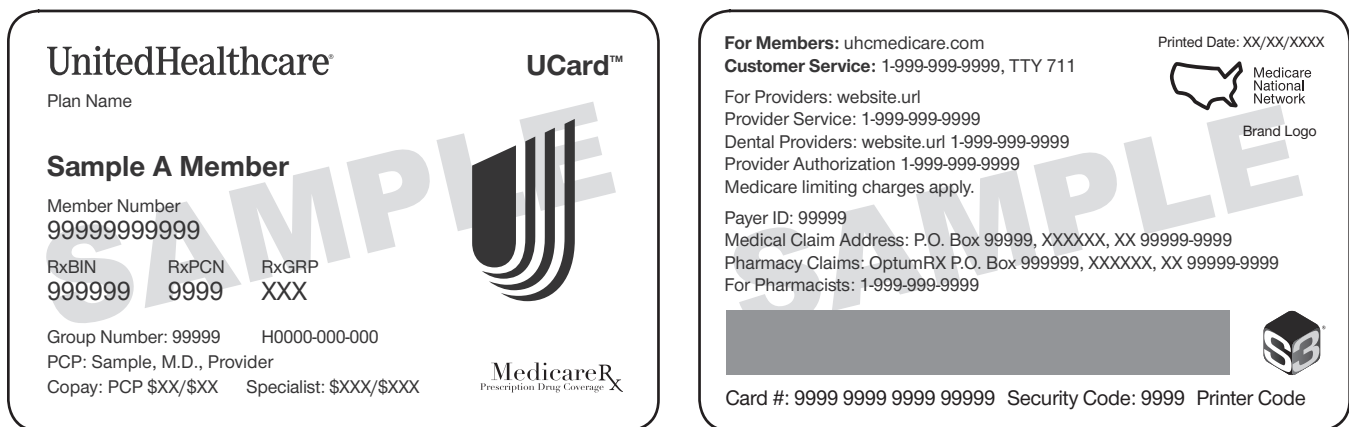 UnitedHealthcare®
UCard™
Plan Name
SAMPLE
Sample A Member
Member Number
99999999999
RxBIN RxPCN RxGRP
999999 9999 XXX
Group Number: 99999 H0000-000-000
PCP: Sample, M.D., Provider
Copay: PCP $XX/$XX Specialist: $XXX/$XXX
MedicareRx
Prescription Drug Coverage
For Members: uhcmedicare.com
Customer Service: 1-999-999-9999, TTY 711
Printed Date: XX/XX/XXXX
Medicare
National
Network
Brand Logo
For Providers: website.url
Provider Service: 1-999-999-9999
Dental Providers: website.url 1-999-999-9999
Provider Authorization 1-999-999-9999
Medicare limiting charges apply.
SAMPLE
Payer ID: 99999
Medical Claim Address: P.O. Box 99999, XXXXXX, XX 99999-9999
Pharmacy Claims: OptumRX P.O. Box 999999, XXXXXX, XX 99999-9999
For Pharmacists: 1-999-999-9999
S3®
Card #: 9999 9999 9999 99999 Security Code: 9999 Printer Code